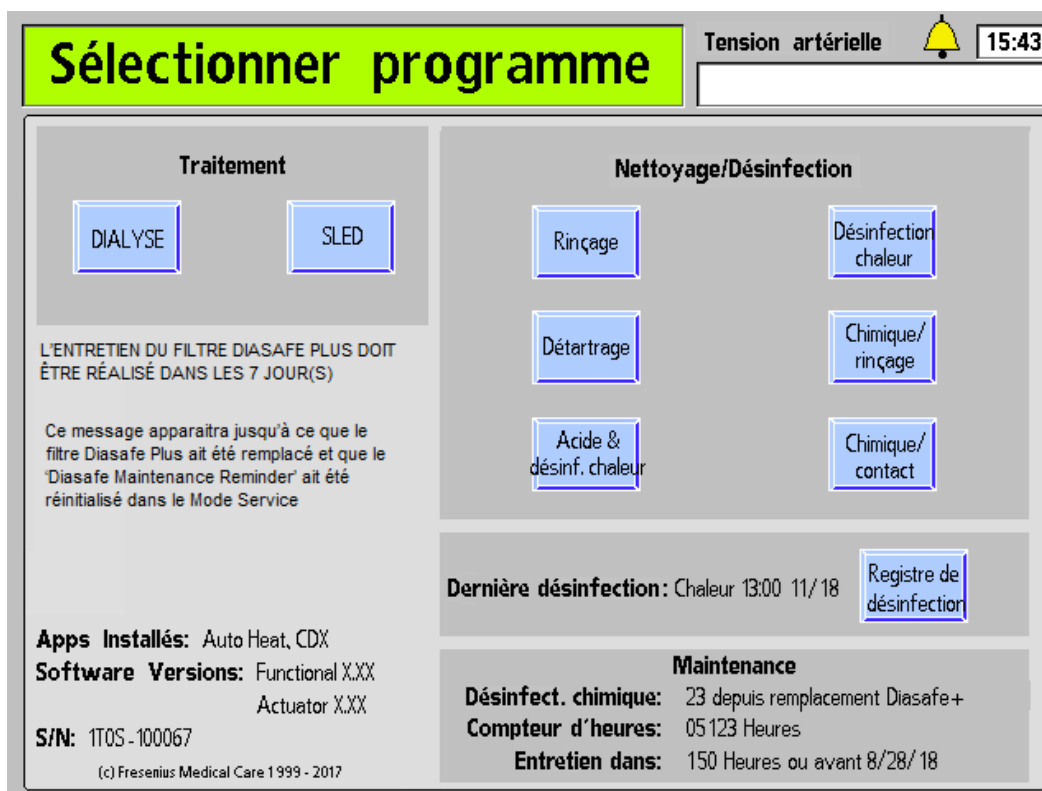 Sélectionner programme
Tension artérielle
15:43
Traitement
DIALYSE
SLED
L'ENTRETIEN DU FILTRE DIASAFE PLUS DOIT
ÊTRE RÉALISÉ DANS LES 7 JOUR(S)
Ce message apparaitra jusqu'à ce que le
filtre Diasafe Plus ait été remplacé et que le
'Diasafe Maintenance Reminder' ait été
réinitialisé dans le Mode Service
Apps Installés: Auto Heat, CDX
Software Versions: Functional X.XX
Actuator X.XX
S/N: 1T0S-100067
(c) Fresenius Medical Care 1999 - 2017
Nettoyage/Désinfection
Rinçage
Désinfection
chaleur
Détartrage
Chimique/
rinçage
Acide &
désinf. chaleur
Chimique/
contact
Dernière désinfection: Chaleur 13:00 11/18
Registre de
désinfection
Maintenance
Désinfect. chimique: 23 depuis remplacement Diasafe+
Compteur d'heures: 05123 Heures
Entretien dans: 150 Heures ou avant 8/28/18